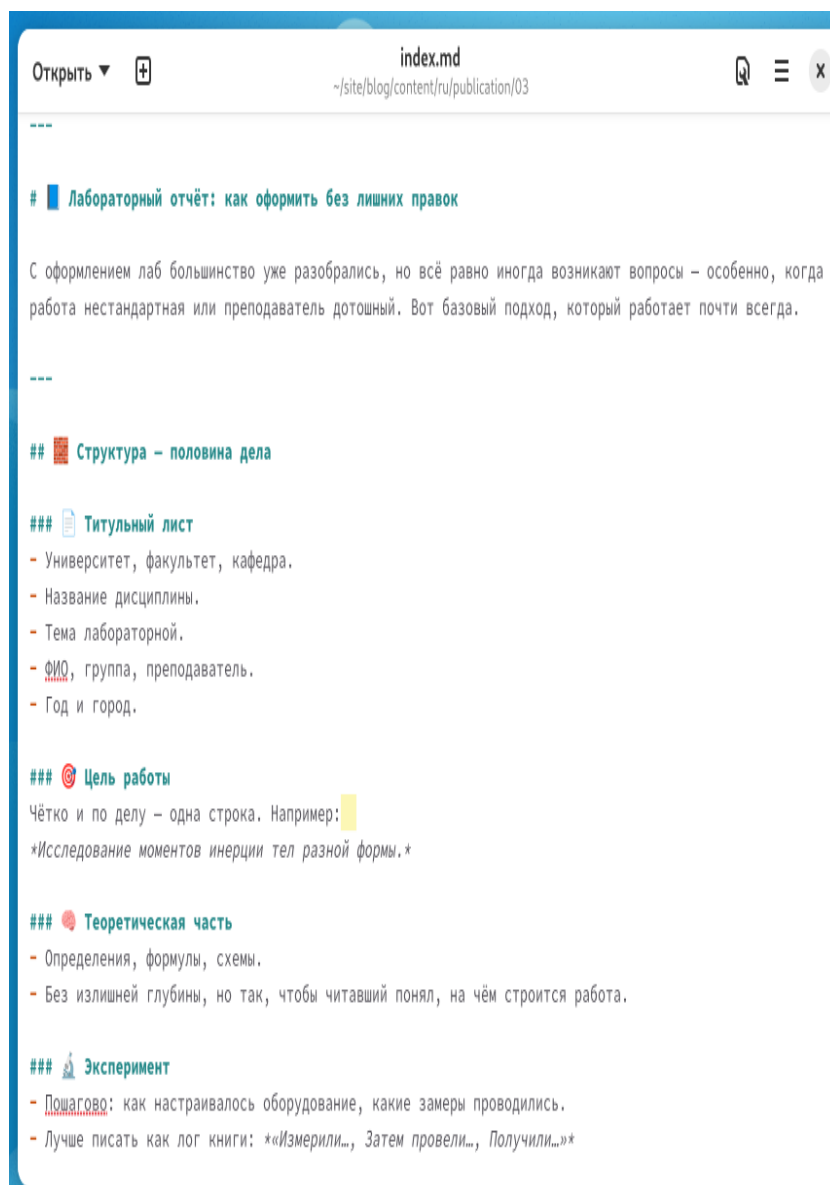 Открыть
index.md
~/site/blog/content/ru/publication/03
---
# 📘 Лабораторный отчёт: как оформить без лишних правок
С оформлением лаб большинство уже разобрались, но всё равно иногда возникают вопросы — особенно, когда
работа нестандартная или преподаватель дотошный. Вот базовый подход, который работает почти всегда.
---
## 🧱 Структура — половина дела
### 📄 Титульный лист
- Университет, факультет, кафедра.
- Название дисциплины.
- Тема лабораторной.
- ФИО, группа, преподаватель.
- Год и город.
### 🎯 Цель работы
Чётко и по делу — одна строка. Например:
*Исследование моментов инерции тел разной формы.*
### 🧠 Теоретическая часть
- Определения, формулы, схемы.
- Без излишней глубины, но так, чтобы читавший понял, на чём строится работа.
### 🔬 Эксперимент
- Пошагово: как настраивалось оборудование, какие замеры проводились.
- Лучше писать как лог книги: *«Измерили…, Затем провели…, Получили…»*